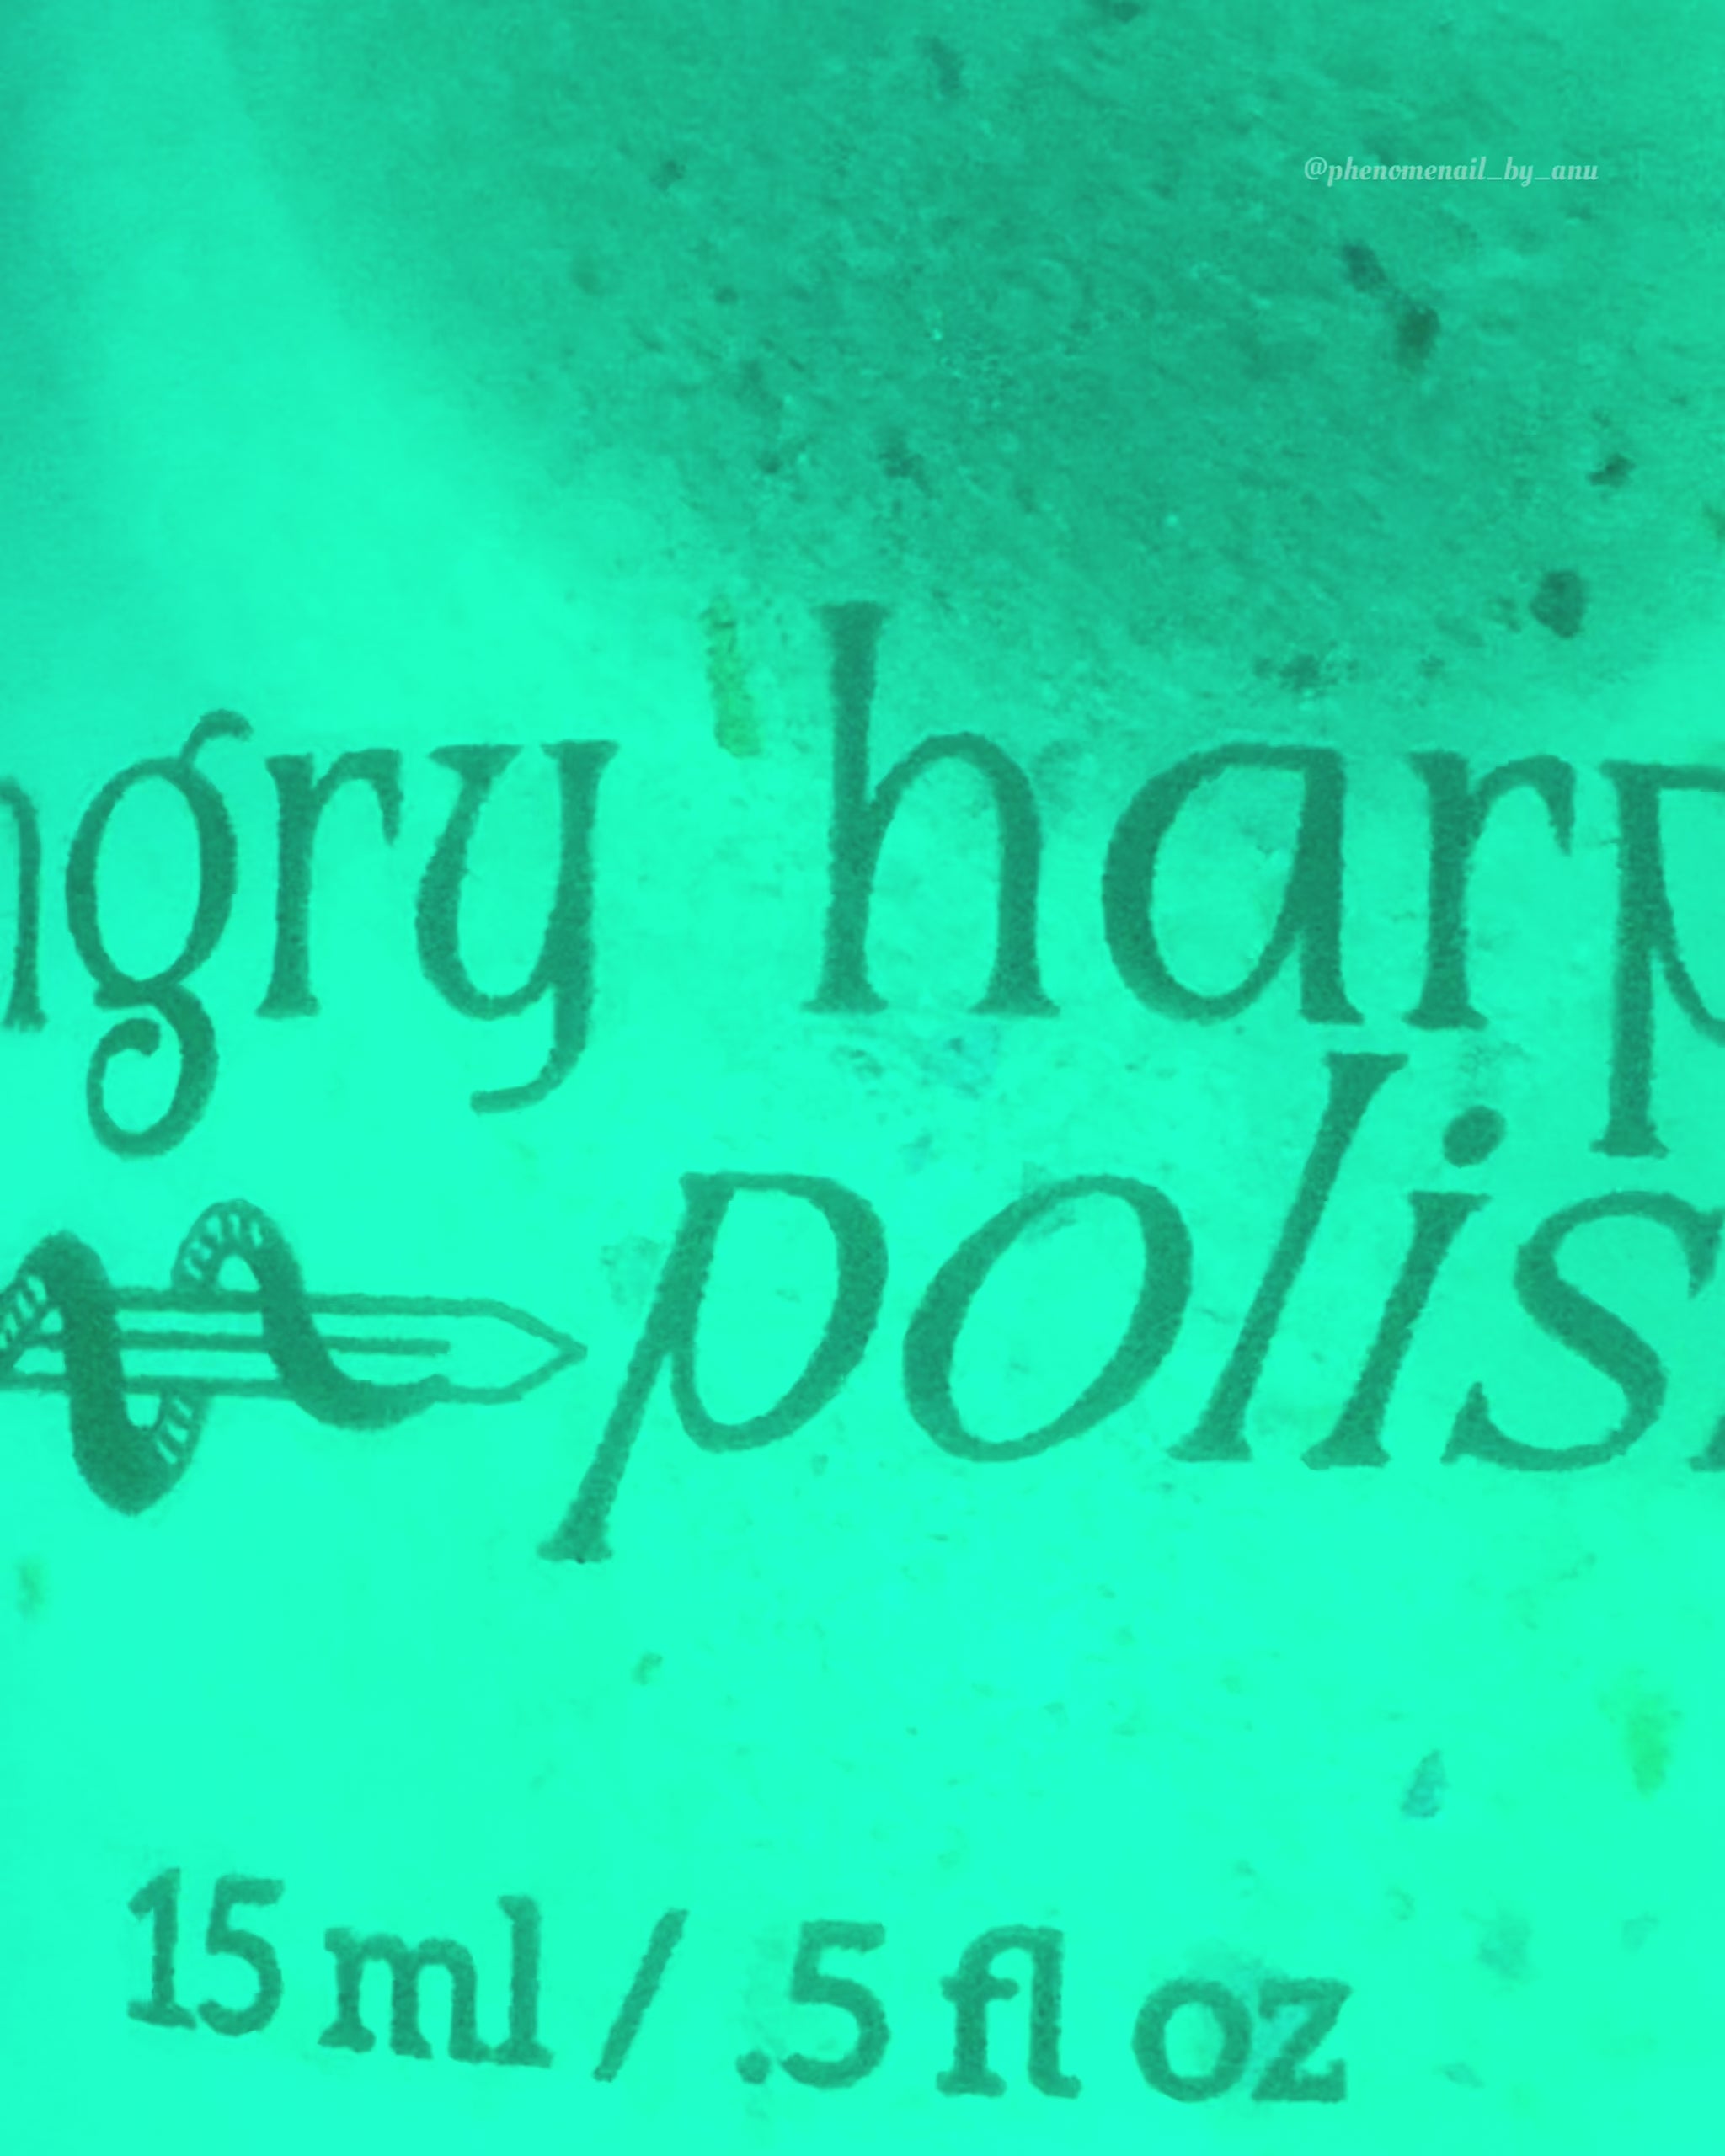 @phenomenail_by_anu
ngry harp
polis
15 ml / .5 fl oz